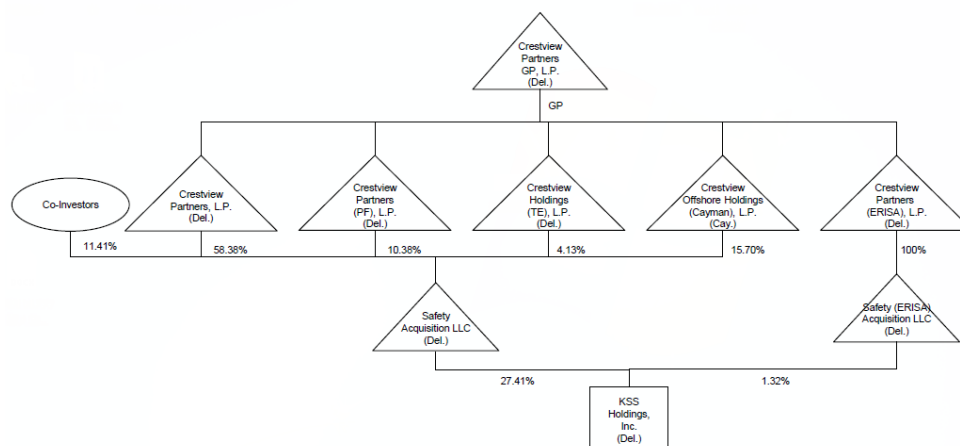 Crestview
Partners
GP, L.P.
(Del.)
GP
Co-Investors
Crestview
Partners, L.P.
(Del.)
Crestview
Partners
(PF), L.P.
(Del.)
Crestview
Holdings
(TE), L.P.
(Del.)
Crestview
Offshore Holdings
(Cayman), L.P.
(Cay.)
Crestview
Partners
(ERISA), L.P.
(Del.)
11.41%
58.38%
10.38%
4.13%
15.70%
100%
Safety
Acquisition LLC
(Del.)
Safety (ERISA)
Acquisition LLC
(Del.)
27.41%
1.32%
KSS
Holdings,
Inc.
(Del.)